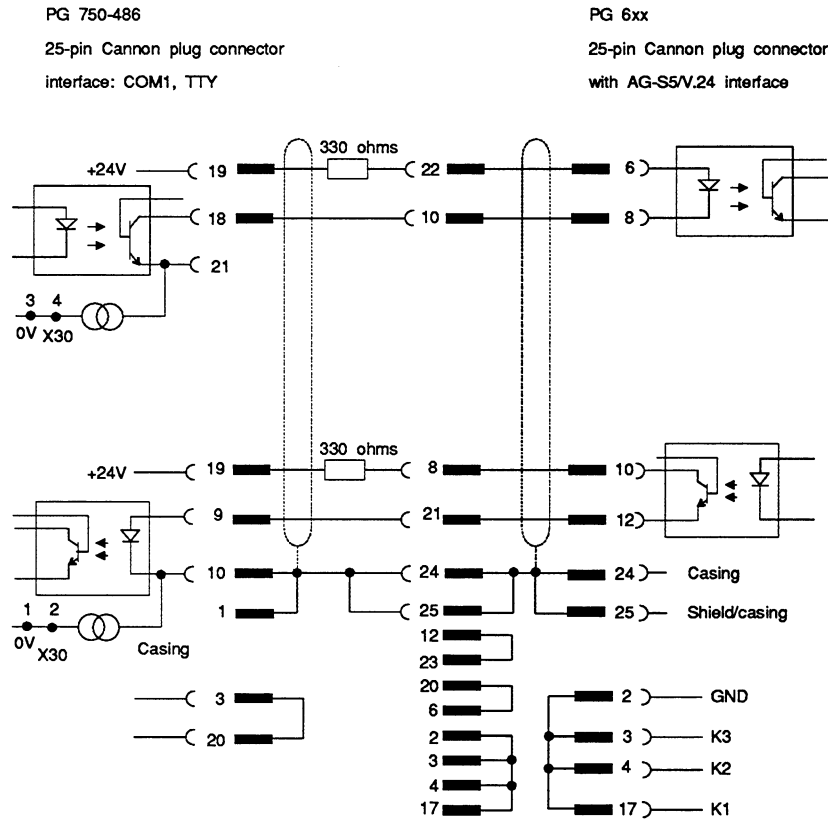 PG 750-486
PG 6xx
25-pin Cannon plug connector
25-pin Cannon plug connector
interface: COM1, TTY
with AG-S5/V.24 interface
330 ohms
+24V 19 22 6
18 10 8
21
3 4
0V X30
330 ohms
+24V 19 8 10
9 21 12
10 24 24 Casing
1 25 25 Shield/casing
1 2
0V X30
Casing
12
23
20
6
3
20
2
3
4
17
2 GND
3 K3
4 K2
17 K1